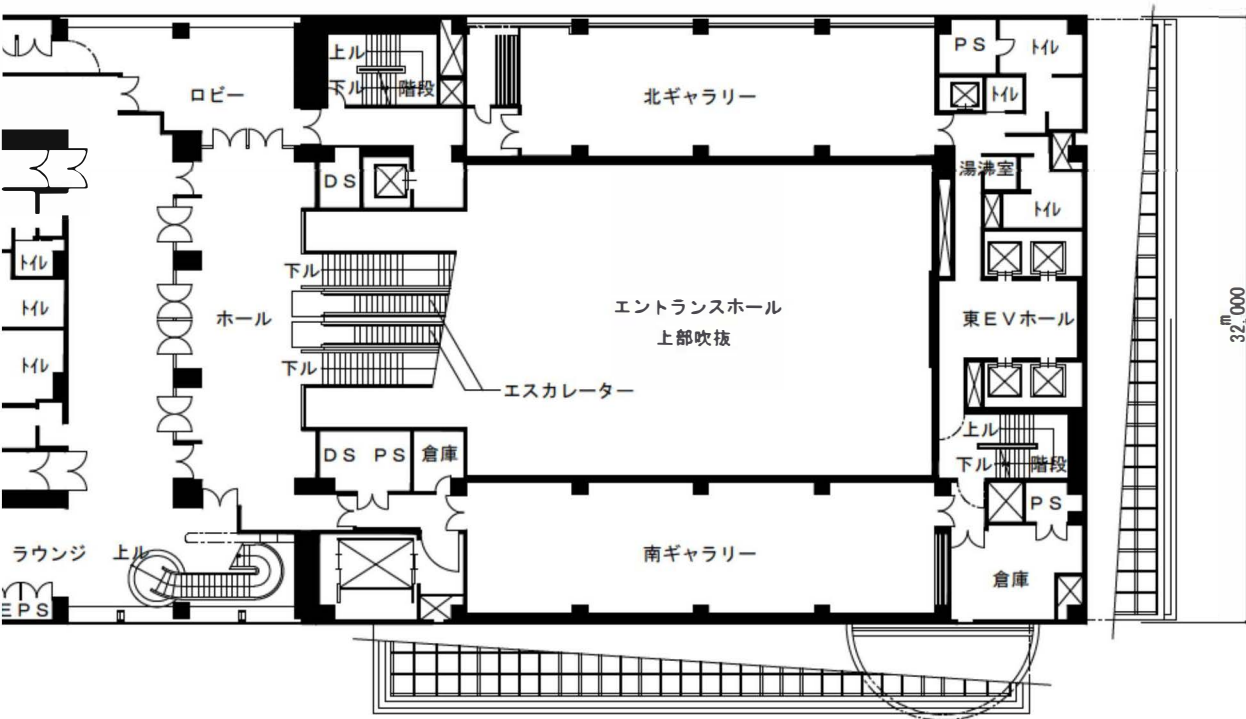 PS
トイレ
上ル
下ル
階段
ロビー
北ギャラリー
トイレ
湯沸室
DS
トイレ
トイレ
下ル
トイレ
ホール
エントランスホール
上部吹抜
東EVホール
32,000
m
トイレ
下ル
エスカレーター
上ル
DS PS
倉庫
下ル
階段
PS
ラウンジ
上ル
南ギャラリー
倉庫
EPS